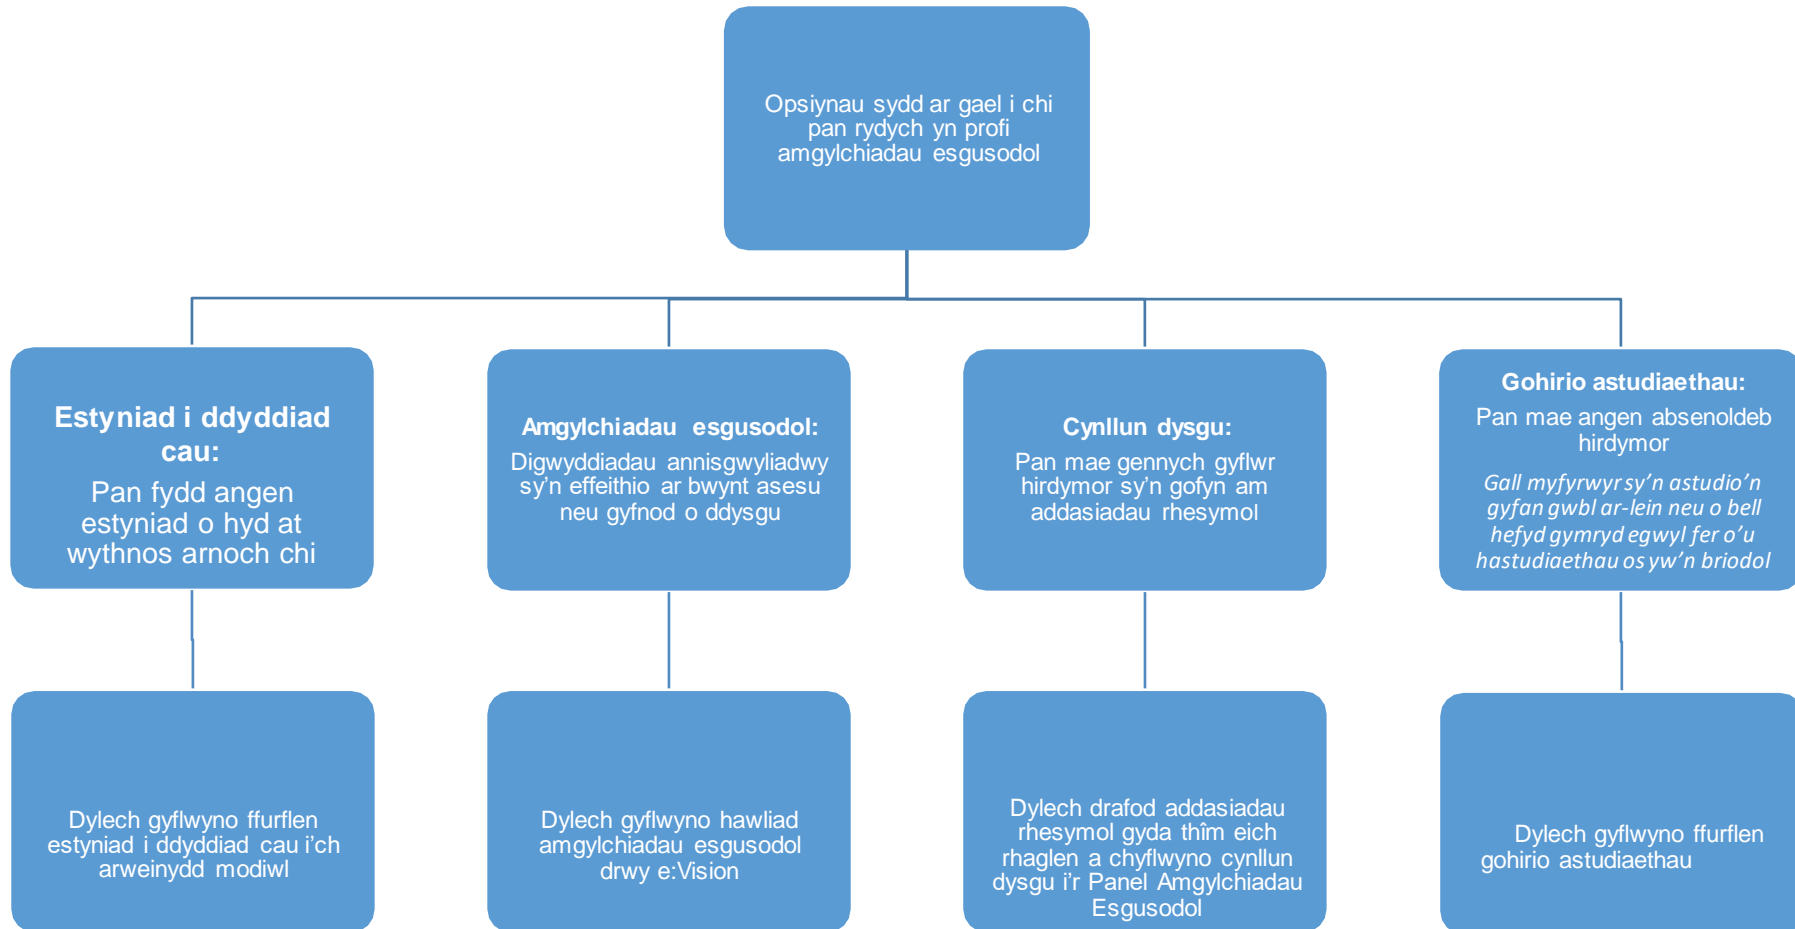 Opsiynau sydd ar gael i chi
pan rydych yn profi
amgylchiadau esgusodol
Estyniad i ddyddiad
cau:
Pan fydd angen
estyniad o hyd at
wythnos arnoch chi
Amgylchiadau esgusodol:
Digwyddiadau annisgwyliadwy
sy'n effeithio ar bwynt asesu
neu gyfnod o ddysgu
Cynllun dysgu:
Pan mae gennych gyflwr
hirdymor sy'n gofyn am
addasiadau rhesymol
Gohirio astudiaethau:
Pan mae angen absenoldeb
hirdymor
Gall myfyrwyr sy'n astudio'n
gyfan gwbl ar-lein neu o bell
hefyd gymryd egwyl fer o'u
hastudiaethau os yw'n briodol
Dylech gyflwyno ffurflen
estyniad i ddyddiad cau i'ch
arweinydd modiwl
Dylech gyflwyno hawliad
amgylchiadau esgusodol
drwy e:Vision
Dylech drafod addasiadau
rhesymol gyda thîm eich
rhaglen a chyflwyno cynllun
dysgu i'r Panel Amgylchiadau
Esgusodol
Dylech gyflwyno ffurflen
gohirio astudiaethau